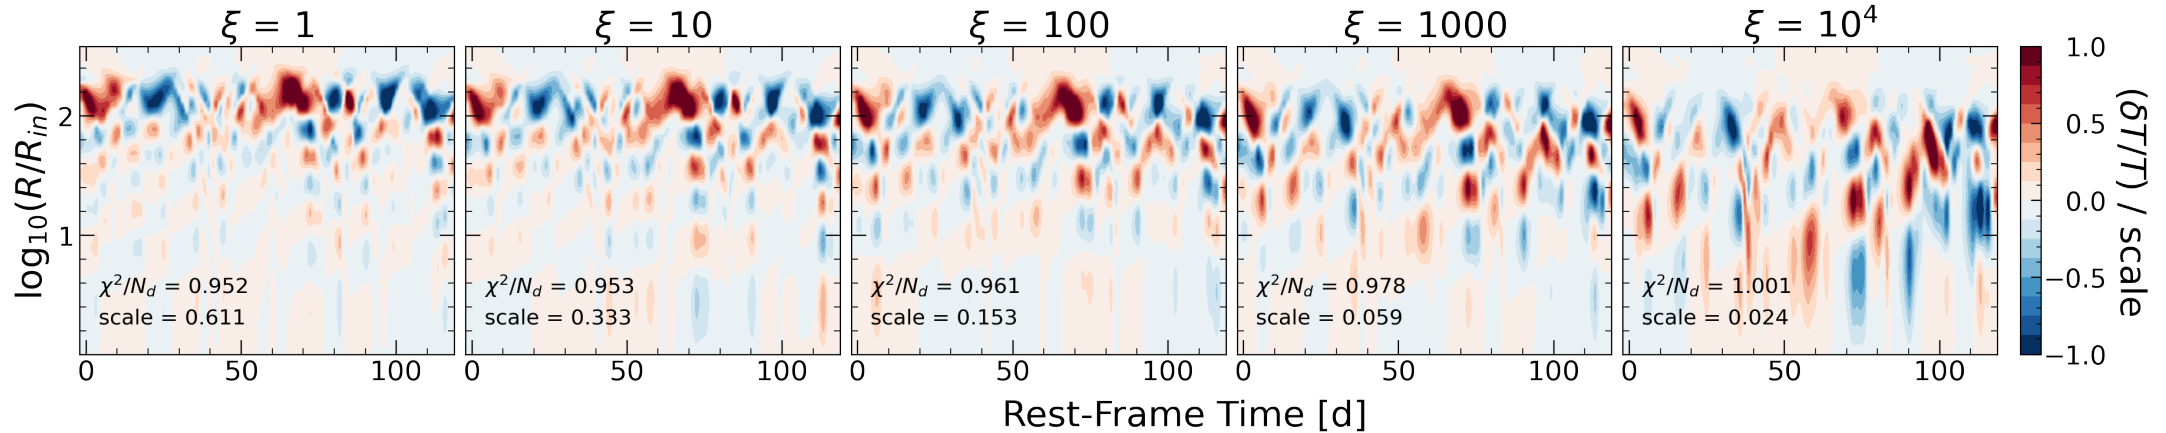 ξ = 1
ξ = 10
ξ = 100
ξ = 1000
ξ = 10⁴
log₁₀(R/Rᵢₙ)
2
1
χ²/N_d = 0.952
scale = 0.611
χ²/N_d = 0.953
scale = 0.333
χ²/N_d = 0.961
scale = 0.153
χ²/N_d = 0.978
scale = 0.059
χ²/N_d = 1.001
scale = 0.024
0 50 100
0 50 100
0 50 100
0 50 100
0 50 100
Rest-Frame Time [d]
1.0
0.5
0.0
−0.5
−1.0
(δT/T) / scale